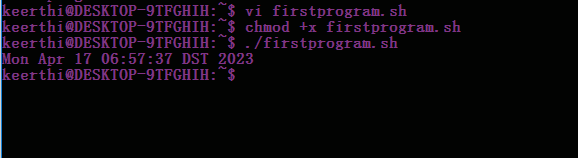 keerthi@DESKTOP-9TFGHIH:~$ vi firstprogram.sh
keerthi@DESKTOP-9TFGHIH:~$ chmod +x firstprogram.sh
keerthi@DESKTOP-9TFGHIH:~$ ./firstprogram.sh
Mon Apr 17 06:57:37 DST 2023
keerthi@DESKTOP-9TFGHIH:~$